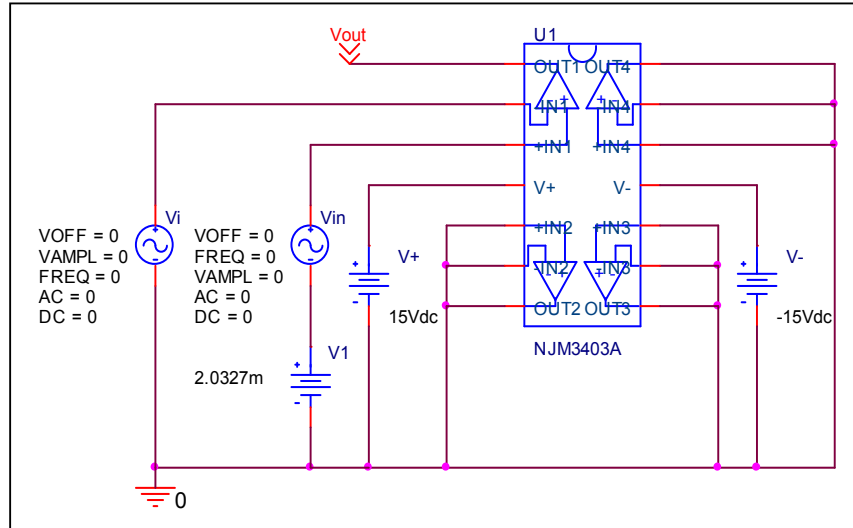 Vout
U1
OUT1 OUT4
-IN1 -IN4
+IN1 +IN4
V+ V-
+IN2 +IN3
-IN2 -IN3
OUT2 OUT3
NJM3403A
Vi
VOFF = 0
VAMPL = 0
FREQ = 0
AC = 0
DC = 0
Vin
VOFF = 0
FREQ = 0
VAMPL = 0
AC = 0
DC = 0
V+
15Vdc
V-
-15Vdc
V1
2.0327m
0